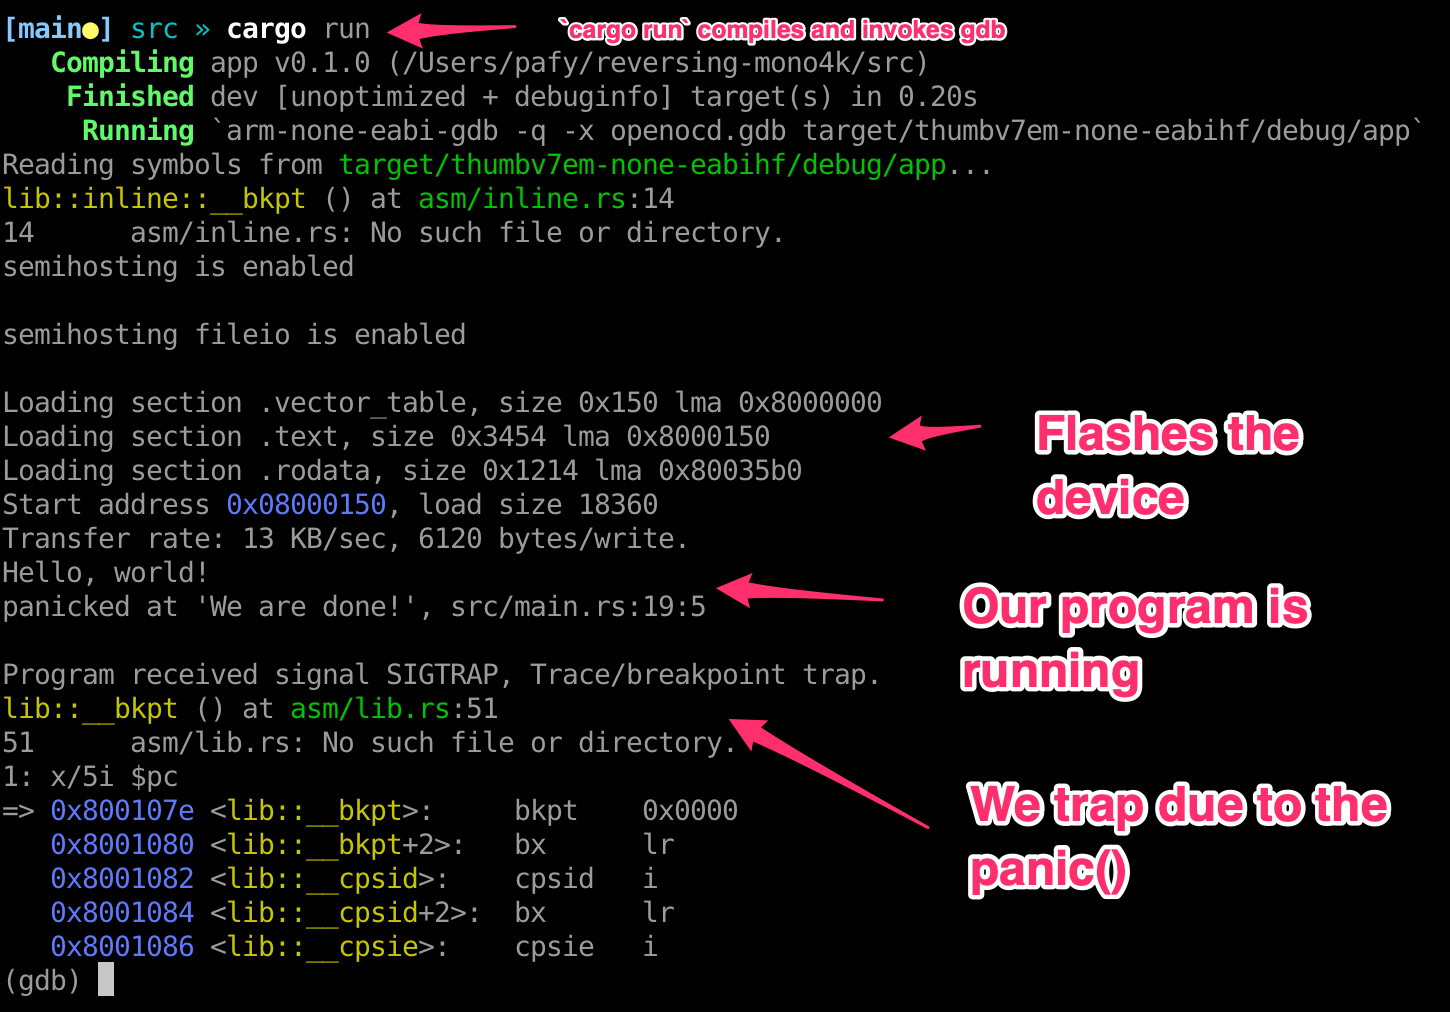 [main●] src » cargo run
`cargo run` compiles and invokes gdb
Compiling app v0.1.0 (/Users/pafy/reversing-mono4k/src)
Finished dev [unoptimized + debuginfo] target(s) in 0.20s
Running `arm-none-eabi-gdb -q -x openocd.gdb target/thumbv7em-none-eabihf/debug/app`
Reading symbols from target/thumbv7em-none-eabihf/debug/app...
lib::inline::__bkpt () at asm/inline.rs:14
14      asm/inline.rs: No such file or directory.
semihosting is enabled
semihosting fileio is enabled
Loading section .vector_table, size 0x150 lma 0x8000000
Loading section .text, size 0x3454 lma 0x8000150
Loading section .rodata, size 0x1214 lma 0x80035b0
Start address 0x08000150, load size 18360
Transfer rate: 13 KB/sec, 6120 bytes/write.
Flashes the
device
Hello, world!
panicked at 'We are done!', src/main.rs:19:5
Our program is
running
Program received signal SIGTRAP, Trace/breakpoint trap.
lib::__bkpt () at asm/lib.rs:51
51      asm/lib.rs: No such file or directory.
We trap due to the
panic()
1: x/5i $pc
=> 0x800107e <lib::__bkpt>:     bkpt    0x0000
0x8001080 <lib::__bkpt+2>:   bx      lr
0x8001082 <lib::__cpsid>:    cpsid   i
0x8001084 <lib::__cpsid+2>:  bx      lr
0x8001086 <lib::__cpsie>:    cpsie   i
(gdb)